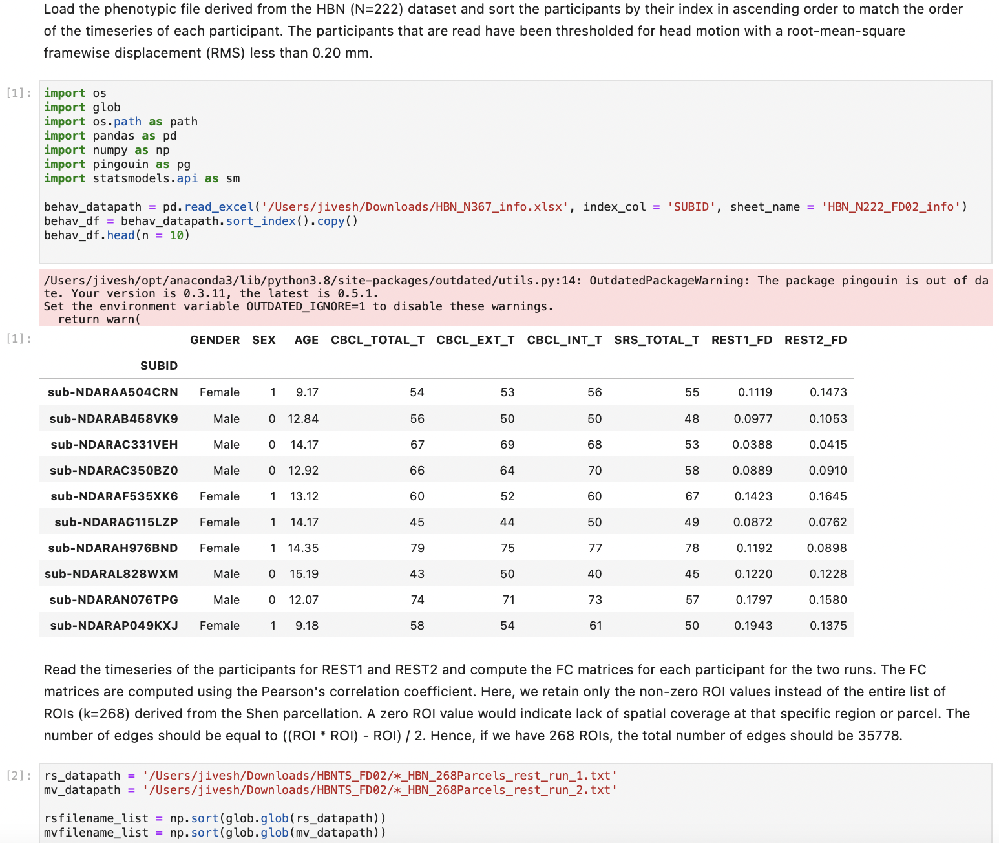 Load the phenotypic file derived from the HBN (N=222) dataset and sort the participants by their index in ascending order to match the order
of the timeseries of each participant. The participants that are read have been thresholded for head motion with a root-mean-square
framewise displacement (RMS) less than 0.20 mm.
[1]:
import os
import glob
import os.path as path
import pandas as pd
import numpy as np
import pingouin as pg
import statsmodels.api as sm
behav_datapath = pd.read_excel('/Users/jivesh/Downloads/HBN_N367_info.xlsx', index_col = 'SUBID', sheet_name = 'HBN_N222_FD02_info')
behav_df = behav_datapath.sort_index().copy()
behav_df.head(n = 10)
/Users/jivesh/opt/anaconda3/lib/python3.8/site-packages/outdated/utils.py:14: OutdatedPackageWarning: The package pingouin is out of da
te. Your version is 0.3.11, the latest is 0.5.1.
Set the environment variable OUTDATED_IGNORE=1 to disable these warnings.
  return warn(
[1]:
GENDER SEX AGE CBCL_TOTAL_T CBCL_EXT_T CBCL_INT_T SRS_TOTAL_T REST1_FD REST2_FD
SUBID
sub-NDARAA504CRN Female 1 9.17 54 53 56 55 0.1119 0.1473
sub-NDARAB458VK9 Male 0 12.84 56 50 50 48 0.0977 0.1053
sub-NDARAC331VEH Male 0 14.17 67 69 68 53 0.0388 0.0415
sub-NDARAC350BZ0 Male 0 12.92 66 64 70 58 0.0889 0.0910
sub-NDARAF535XK6 Female 1 13.12 60 52 60 67 0.1423 0.1645
sub-NDARAG115LZP Female 1 14.17 45 44 50 49 0.0872 0.0762
sub-NDARAH976BND Female 1 14.35 79 75 77 78 0.1192 0.0898
sub-NDARAL828WXM Male 0 15.19 43 50 40 45 0.1220 0.1228
sub-NDARAN076TPG Male 0 12.07 74 71 73 57 0.1797 0.1580
sub-NDARAP049KXJ Female 1 9.18 58 54 61 50 0.1943 0.1375
Read the timeseries of the participants for REST1 and REST2 and compute the FC matrices for each participant for the two runs. The FC
matrices are computed using the Pearson's correlation coefficient. Here, we retain only the non-zero ROI values instead of the entire list of
ROIs (k=268) derived from the Shen parcellation. A zero ROI value would indicate lack of spatial coverage at that specific region or parcel. The
number of edges should be equal to ((ROI * ROI) - ROI) / 2. Hence, if we have 268 ROIs, the total number of edges should be 35778.
[2]:
rs_datapath = '/Users/jivesh/Downloads/HBNTS_FD02/*_HBN_268Parcels_rest_run_1.txt'
mv_datapath = '/Users/jivesh/Downloads/HBNTS_FD02/*_HBN_268Parcels_rest_run_2.txt'
rsfilename_list = np.sort(glob.glob(rs_datapath))
mvfilename_list = np.sort(glob.glob(mv_datapath))